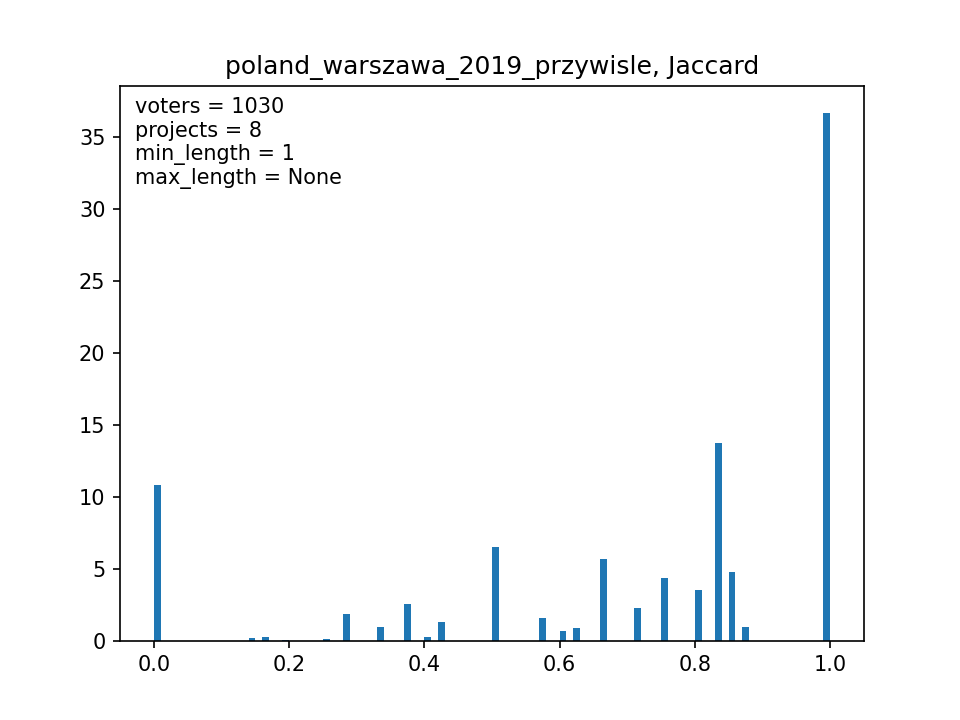 poland_warszawa_2019_przywisle, Jaccard
voters = 1030
projects = 8
min_length = 1
max_length = None
35
30
25
20
15
10
5
0
0.0 0.2 0.4 0.6 0.8 1.0